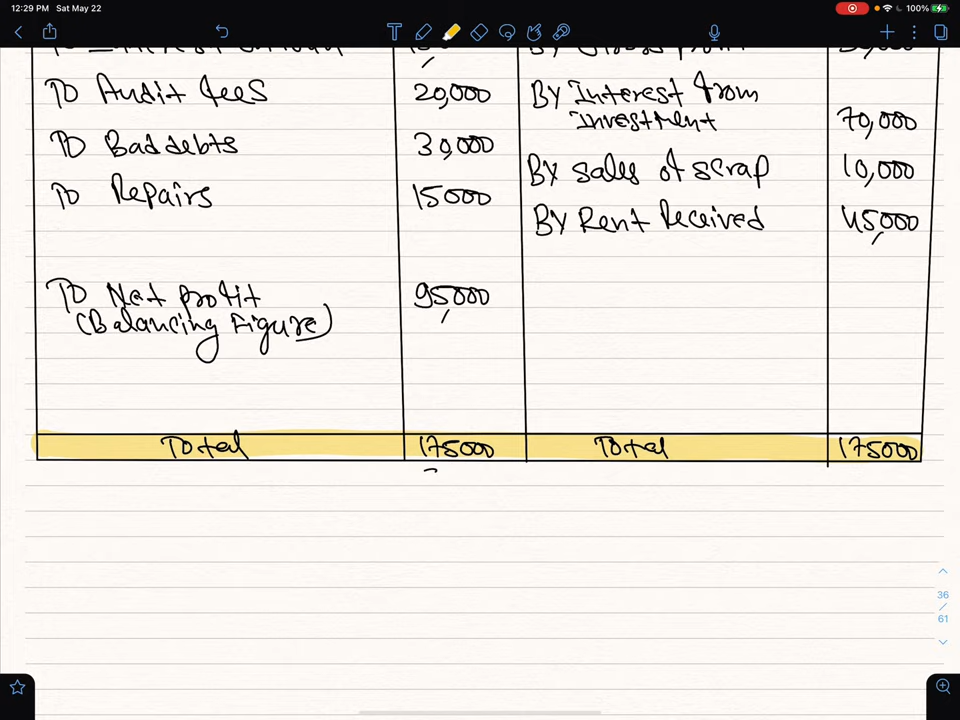 12:29 PM Sat May 22
100%
To Audit fees 20,000 By Interest from
Investment 70,000
To Bad debts 30,000
By sales of scrap 10,000
To Repairs 15000
By Rent Received 45,000
To Net profit 95,000
(Balancing Figure)
Total 175000 Total 175000
36
/
61